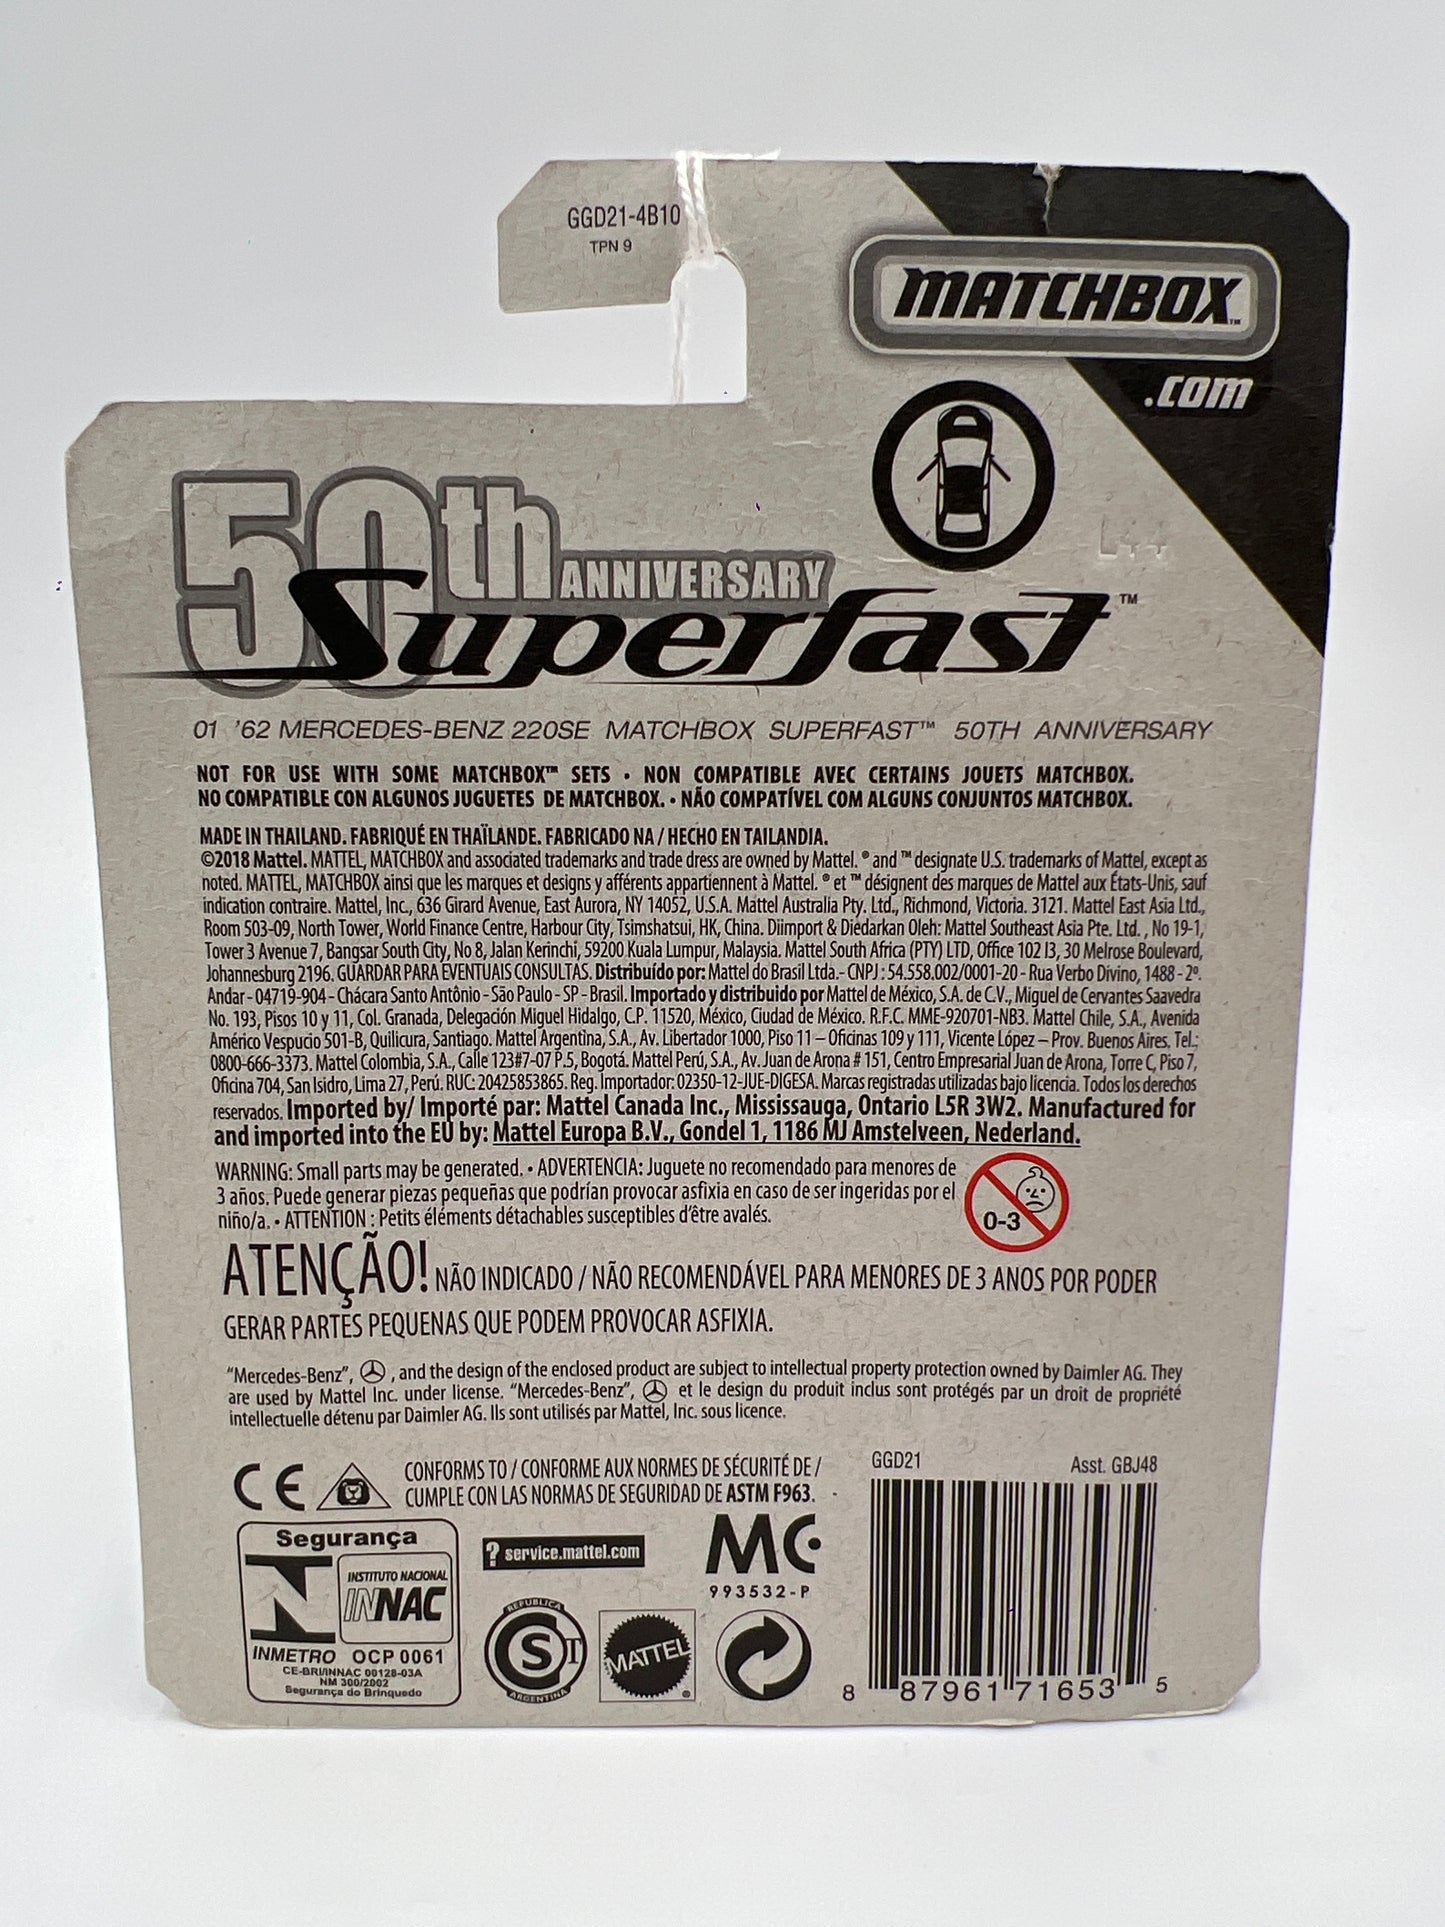 GGD21-4B10
TPN 9
MATCHBOX™
.com
L44
50th ANNIVERSARY
Superfast™
01 '62 MERCEDES-BENZ 220SE MATCHBOX SUPERFAST™ 50TH ANNIVERSARY
NOT FOR USE WITH SOME MATCHBOX™ SETS • NON COMPATIBLE AVEC CERTAINS JOUETS MATCHBOX.
NO COMPATIBLE CON ALGUNOS JUGUETES DE MATCHBOX. • NÃO COMPATÍVEL COM ALGUNS CONJUNTOS MATCHBOX.
MADE IN THAILAND. FABRIQUÉ EN THAÏLANDE. FABRICADO NA / HECHO EN TAILANDIA.
©2018 Mattel. MATTEL, MATCHBOX and associated trademarks and trade dress are owned by Mattel. ® and ™ designate U.S. trademarks of Mattel, except as
noted. MATTEL, MATCHBOX ainsi que les marques et designs y afférents appartiennent à Mattel. ® et ™ désignent des marques de Mattel aux États-Unis, sauf
indication contraire. Mattel, Inc., 636 Girard Avenue, East Aurora, NY 14052, U.S.A. Mattel Australia Pty. Ltd., Richmond, Victoria. 3121. Mattel East Asia Ltd.,
Room 503-09, North Tower, World Finance Centre, Harbour City, Tsimshatsui, HK, China. Diimport & Diedarkan Oleh: Mattel Southeast Asia Pte. Ltd. , No 19-1,
Tower 3 Avenue 7, Bangsar South City, No 8, Jalan Kerinchi, 59200 Kuala Lumpur, Malaysia. Mattel South Africa (PTY) LTD, Office 102 I3, 30 Melrose Boulevard,
Johannesburg 2196. GUARDAR PARA EVENTUAIS CONSULTAS. Distribuído por: Mattel do Brasil Ltda.- CNPJ : 54.558.002/0001-20 - Rua Verbo Divino, 1488 - 2º.
Andar - 04719-904 - Chácara Santo Antônio - São Paulo - SP - Brasil. Importado y distribuido por Mattel de México, S.A. de C.V., Miguel de Cervantes Saavedra
No. 193, Pisos 10 y 11, Col. Granada, Delegación Miguel Hidalgo, C.P. 11520, México, Ciudad de México. R.F.C. MME-920701-NB3. Mattel Chile, S.A., Avenida
Américo Vespucio 501-B, Quilicura, Santiago. Mattel Argentina, S.A., Av. Libertador 1000, Piso 11 – Oficinas 109 y 111, Vicente López – Prov. Buenos Aires. Tel.:
0800-666-3373. Mattel Colombia, S.A., Calle 123#7-07 P.5, Bogotá. Mattel Perú, S.A., Av. Juan de Arona # 151, Centro Empresarial Juan de Arona, Torre C, Piso 7,
Oficina 704, San Isidro, Lima 27, Perú. RUC: 20425853865. Reg. Importador: 02350-12-JUE-DIGESA. Marcas registradas utilizadas bajo licencia. Todos los derechos
reservados. Imported by/ Importé par: Mattel Canada Inc., Mississauga, Ontario L5R 3W2. Manufactured for
and imported into the EU by: Mattel Europa B.V., Gondel 1, 1186 MJ Amstelveen, Nederland.
WARNING: Small parts may be generated. • ADVERTENCIA: Juguete no recomendado para menores de
3 años. Puede generar piezas pequeñas que podrían provocar asfixia en caso de ser ingeridas por el
niño/a. • ATTENTION : Petits éléments détachables susceptibles d'être avalés.
0-3
ATENÇÃO! NÃO INDICADO / NÃO RECOMENDÁVEL PARA MENORES DE 3 ANOS POR PODER
GERAR PARTES PEQUENAS QUE PODEM PROVOCAR ASFIXIA.
"Mercedes-Benz", , and the design of the enclosed product are subject to intellectual property protection owned by Daimler AG. They
are used by Mattel Inc. under license. "Mercedes-Benz", et le design du produit inclus sont protégés par un droit de propriété
intellectuelle détenu par Daimler AG. Ils sont utilisés par Mattel, Inc. sous licence.
CE
CONFORMS TO / CONFORME AUX NORMES DE SÉCURITÉ DE /
CUMPLE CON LAS NORMAS DE SEGURIDAD DE ASTM F963.
GGD21 Asst. GBJ48
Segurança
INSTITUTO NACIONAL
INNAC
INMETRO OCP 0061
CE-BRI/INNAC 00128-03A
NM 300/2002
Segurança do Brinquedo
? service.mattel.com
MC
993532-P
REPUBLICA
S T
ARGENTINA
MATTEL®
8 87961 71653 5